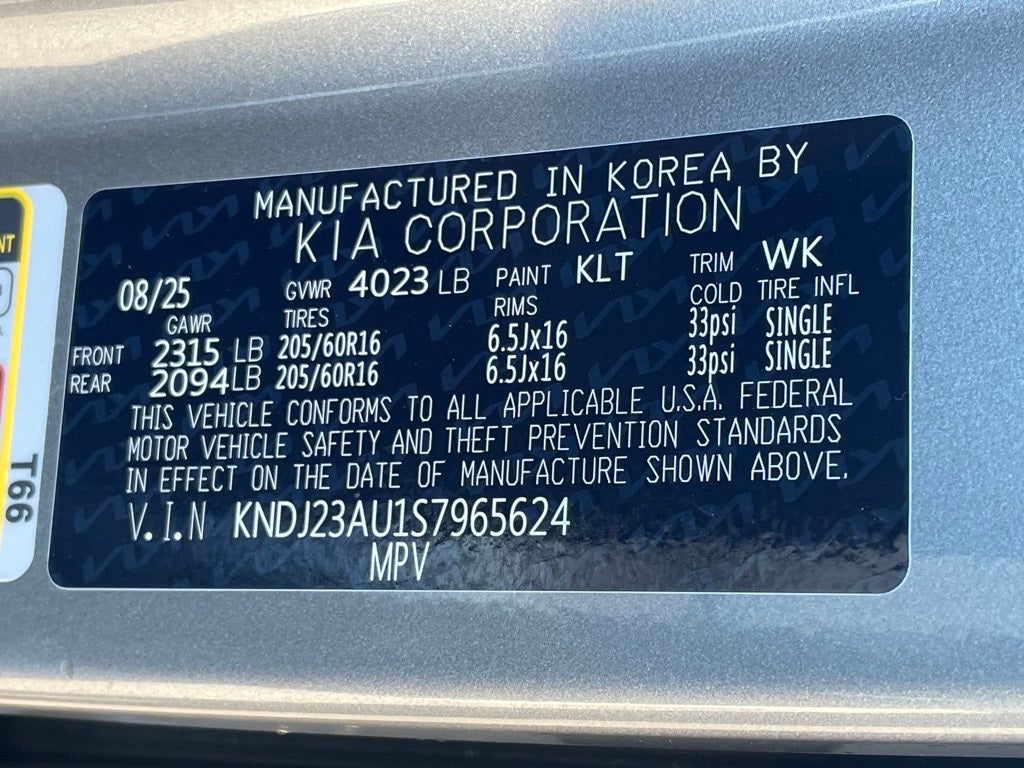 MANUFACTURED IN KOREA BY
KIA CORPORATION
08/25 GVWR 4023 LB PAINT KLT TRIM WK
GAWR TIRES RIMS COLD TIRE INFL
FRONT 2315 LB 205/60R16 6.5Jx16 33psi SINGLE
REAR 2094 LB 205/60R16 6.5Jx16 33psi SINGLE
THIS VEHICLE CONFORMS TO ALL APPLICABLE U.S.A. FEDERAL
MOTOR VEHICLE SAFETY AND THEFT PREVENTION STANDARDS
IN EFFECT ON THE DATE OF MANUFACTURE SHOWN ABOVE.
V.I.N KNDJ23AU1S7965624
MPV
T66